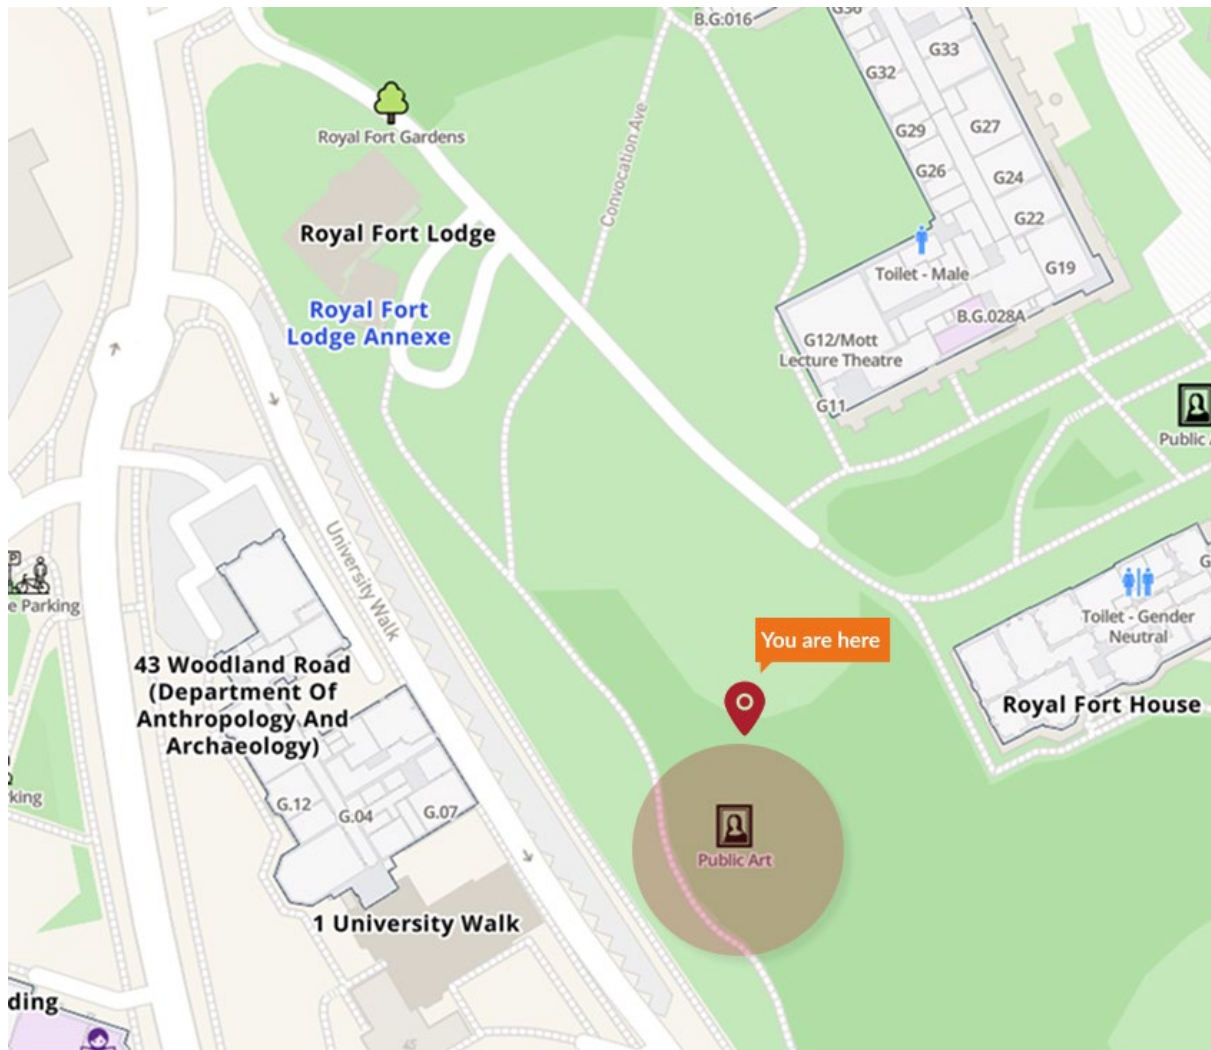 B.G:016
G36
G33
G32
Royal Fort Gardens
Convocation Ave
G29
G27
G26
G24
G22
Royal Fort Lodge
Toilet - Male
G19
Royal Fort
Lodge Annexe
B.G.028A
G12/Mott
Lecture Theatre
G11
Public
University Walk
P
e Parking
G
Toilet - Gender
Neutral
You are here
43 Woodland Road
(Department Of
Anthropology And
Archaeology)
Royal Fort House
king
G.12
G.04
G.07
Public Art
1 University Walk
ding
45